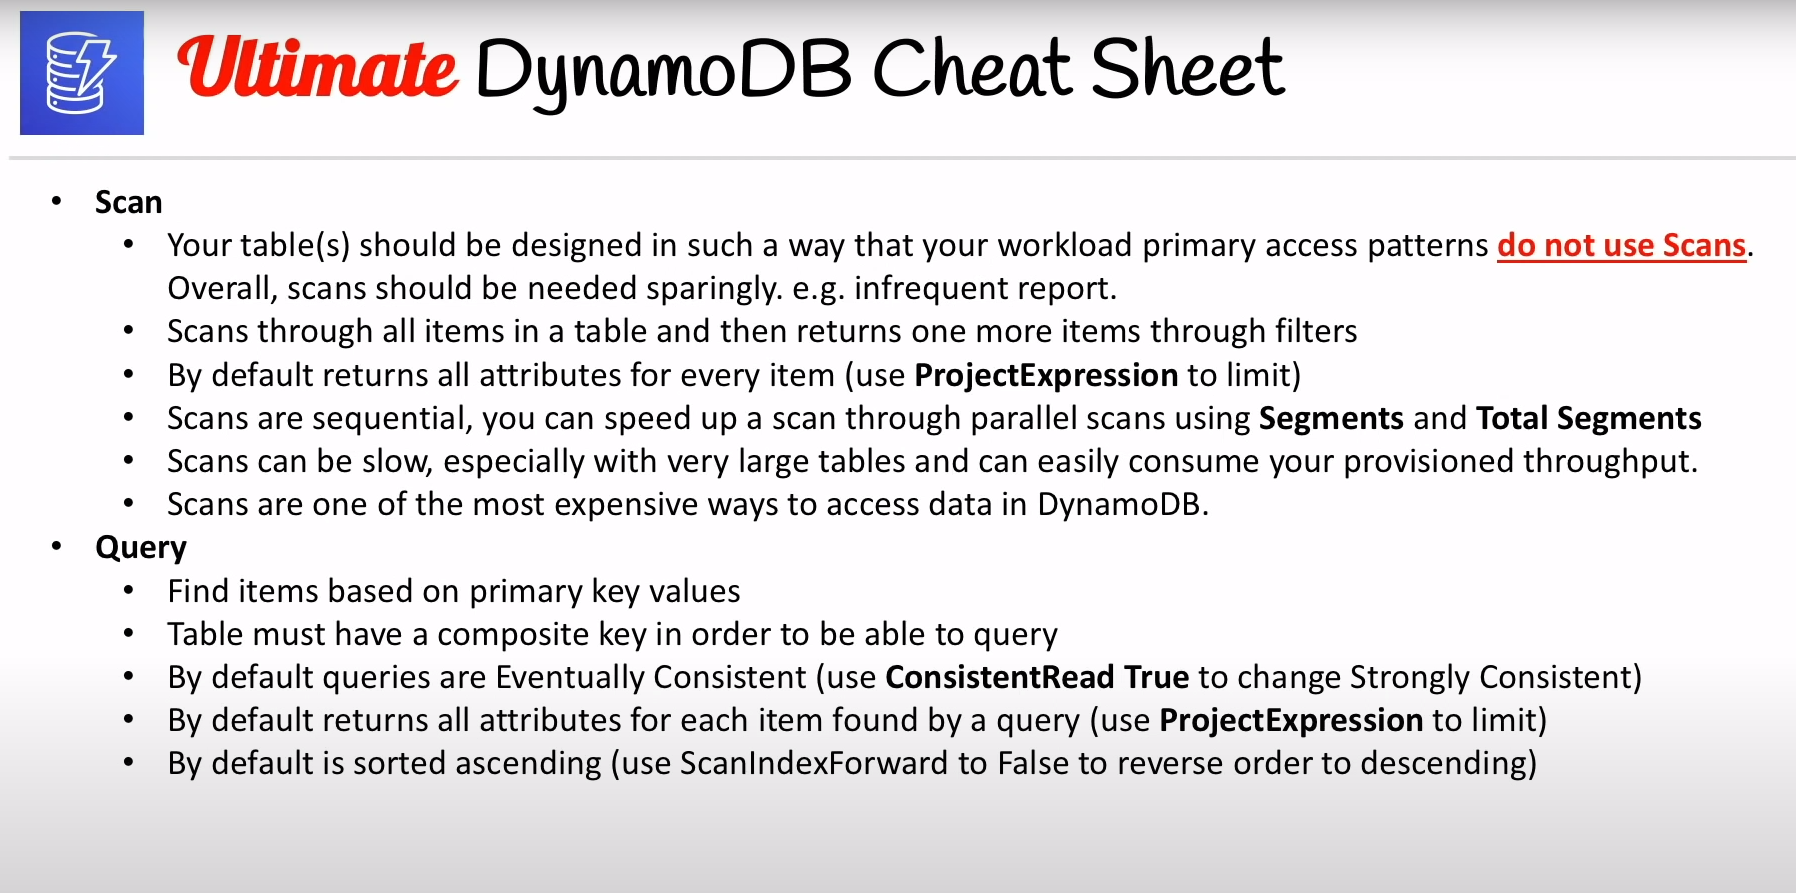 Ultimate DynamoDB Cheat Sheet
• Scan
• Your table(s) should be designed in such a way that your workload primary access patterns do not use Scans.
Overall, scans should be needed sparingly. e.g. infrequent report.
• Scans through all items in a table and then returns one more items through filters
• By default returns all attributes for every item (use ProjectExpression to limit)
• Scans are sequential, you can speed up a scan through parallel scans using Segments and Total Segments
• Scans can be slow, especially with very large tables and can easily consume your provisioned throughput.
• Scans are one of the most expensive ways to access data in DynamoDB.
• Query
• Find items based on primary key values
• Table must have a composite key in order to be able to query
• By default queries are Eventually Consistent (use ConsistentRead True to change Strongly Consistent)
• By default returns all attributes for each item found by a query (use ProjectExpression to limit)
• By default is sorted ascending (use ScanIndexForward to False to reverse order to descending)